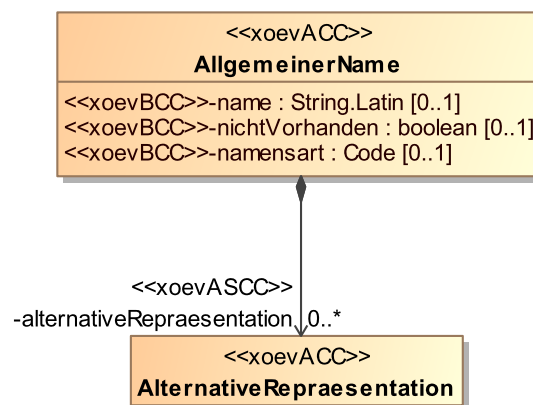 <<xoevACC>>
AllgemeinerName
<<xoevBCC>>-name : String.Latin [0..1]
<<xoevBCC>>-nichtVorhanden : boolean [0..1]
<<xoevBCC>>-namensart : Code [0..1]
<<xoevASCC>>
-alternativeRepraesentation 0..*
<<xoevACC>>
AlternativeRepraesentation